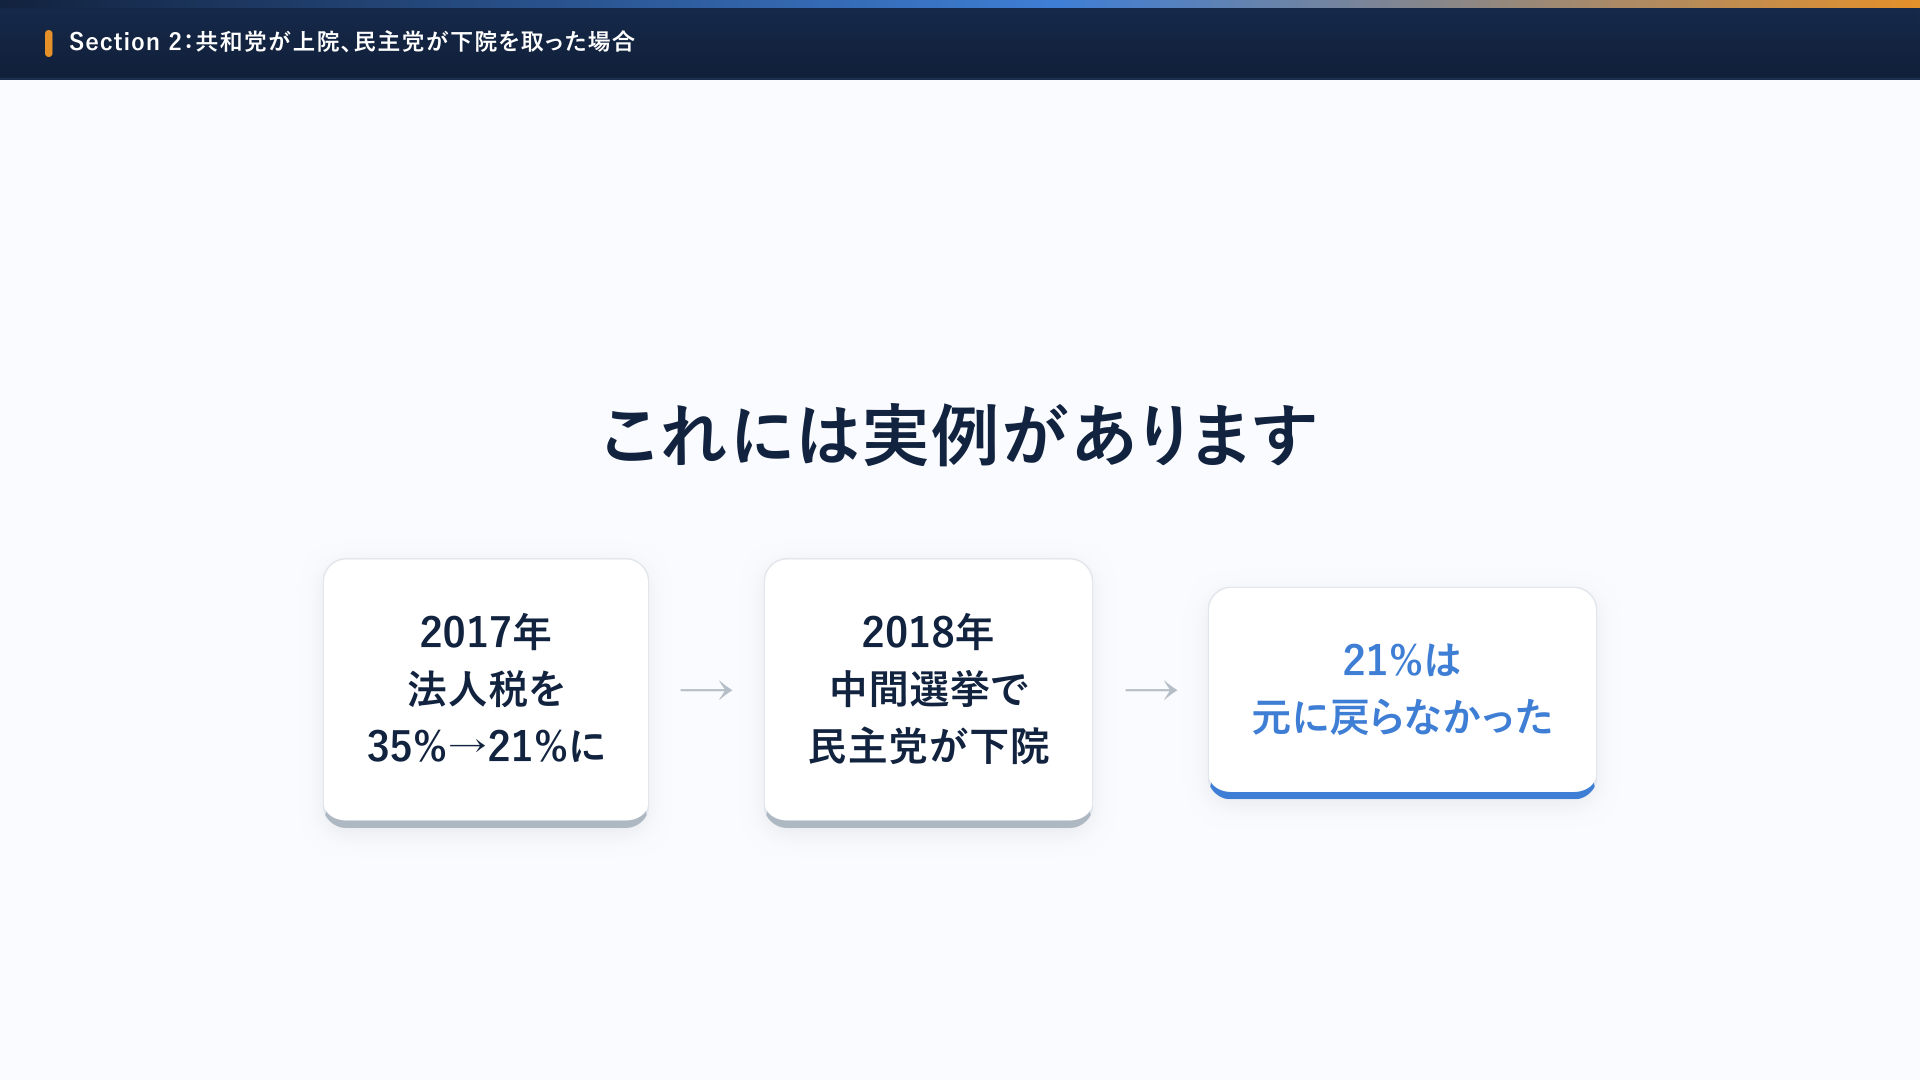 Section 2：共和党が上院、民主党が下院を取った場合
これには実例があります
2017年
法人税を
35%→21%に
→
2018年
中間選挙で
民主党が下院
→
21%は
元に戻らなかった